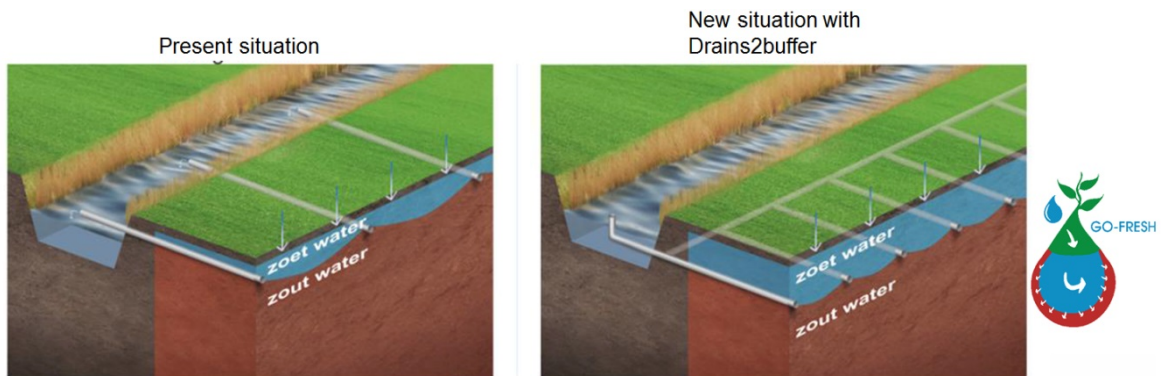 Present situation
New situation with
Drains2buffer
zoet water
zout water
zoet water
zout water
GO-FRESH